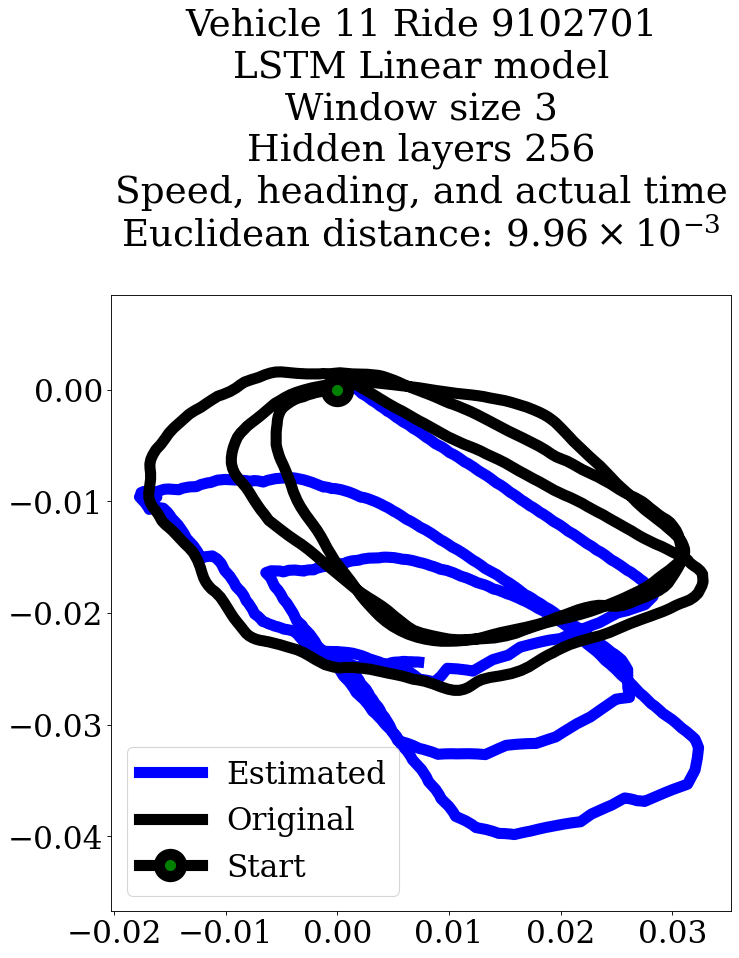 Vehicle 11 Ride 9102701
LSTM Linear model
Window size 3
Hidden layers 256
Speed, heading, and actual time
Euclidean distance: 9.96 × 10⁻³
0.00
−0.01
−0.02
−0.03
−0.04
Estimated
Original
Start
−0.02 −0.01 0.00 0.01 0.02 0.03